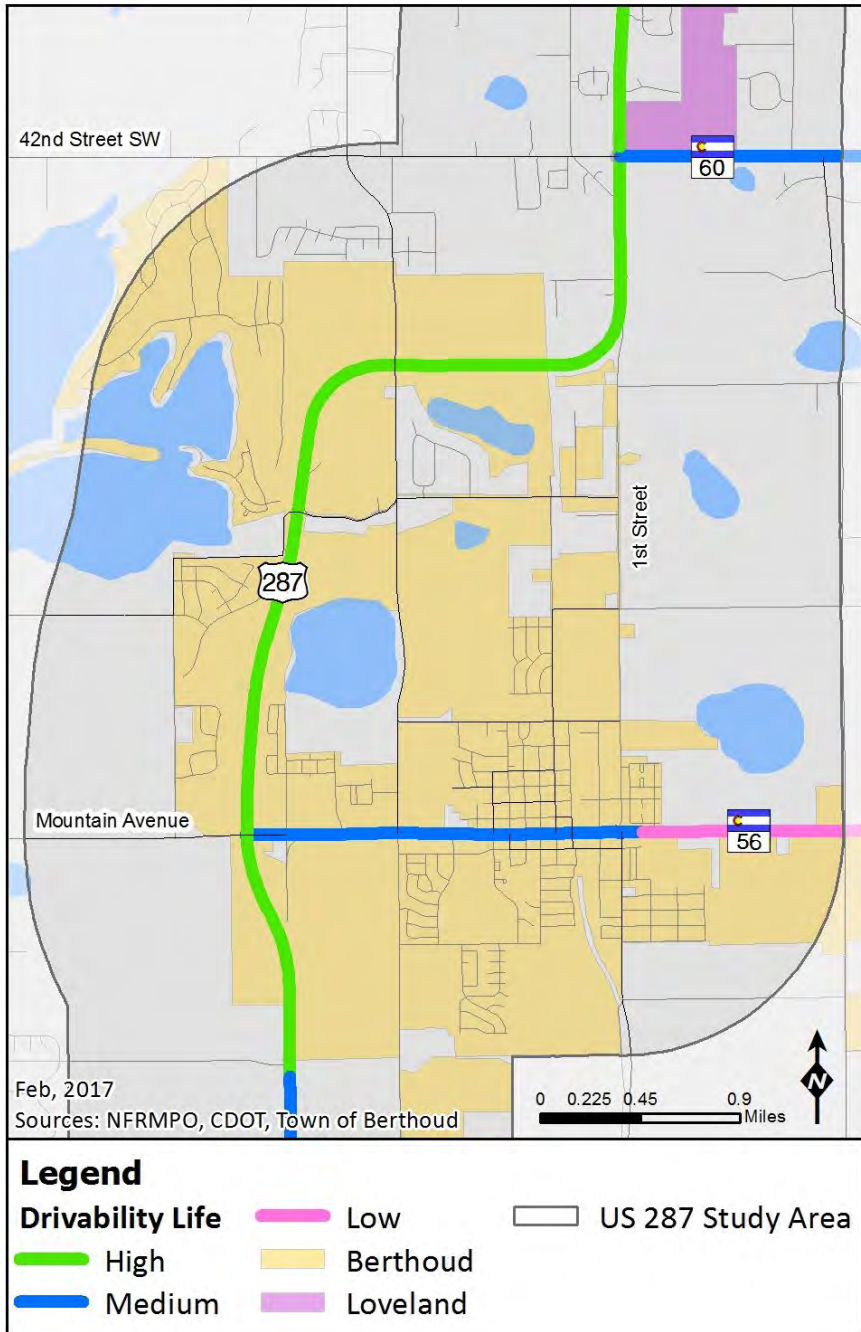 42nd Street SW
60
1st Street
287
Mountain Avenue
56
Feb, 2017
Sources: NFRMPO, CDOT, Town of Berthoud
0 0.225 0.45 0.9
Miles
N
Legend
Drivability Life
High
Medium
Low
Berthoud
Loveland
US 287 Study Area